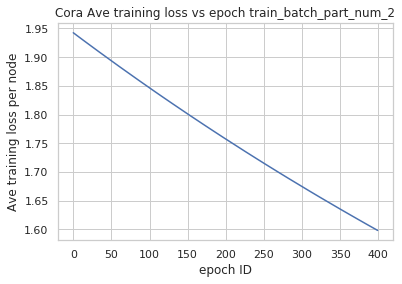 Cora Ave training loss vs epoch train_batch_part_num_2
Ave training loss per node
1.95
1.90
1.85
1.80
1.75
1.70
1.65
1.60
0 50 100 150 200 250 300 350 400
epoch ID